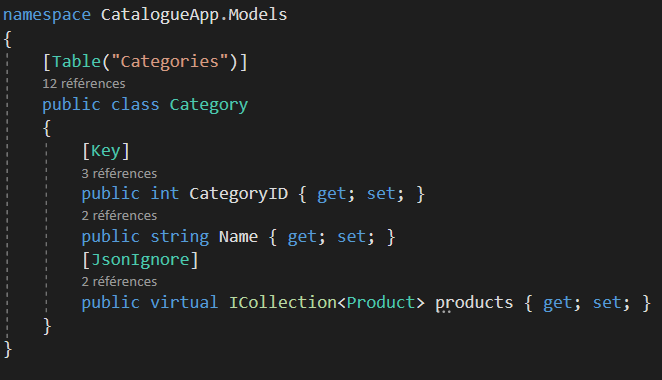 namespace CatalogueApp.Models
{
[Table("Categories")]
12 références
public class Category
{
[Key]
3 références
public int CategoryID { get; set; }
2 références
public string Name { get; set; }
[JsonIgnore]
2 références
public virtual ICollection<Product> products { get; set; }
}
}